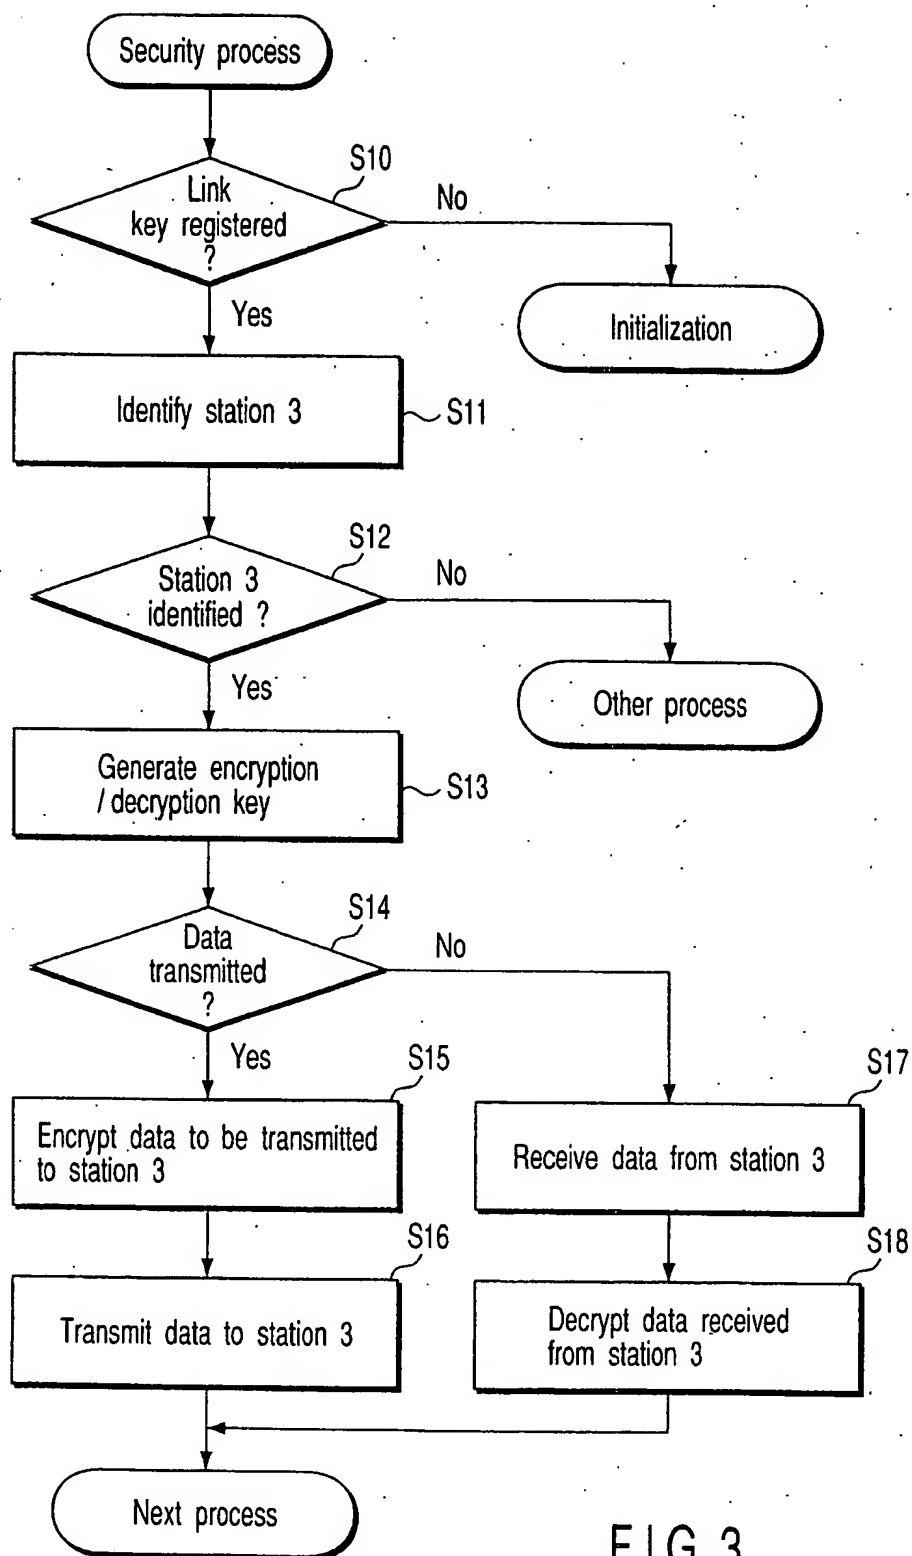 Security process
S10
Link
key registered
?
No
Yes
Initialization
Identify station 3
S11
S12
Station 3
identified ?
No
Yes
Other process
Generate encryption
/ decryption key
S13
S14
Data
transmitted
?
No
Yes
S15
Encrypt data to be transmitted
to station 3
S17
Receive data from station 3
S16
Transmit data to station 3
S18
Decrypt data received
from station 3
Next process
FIG. 3